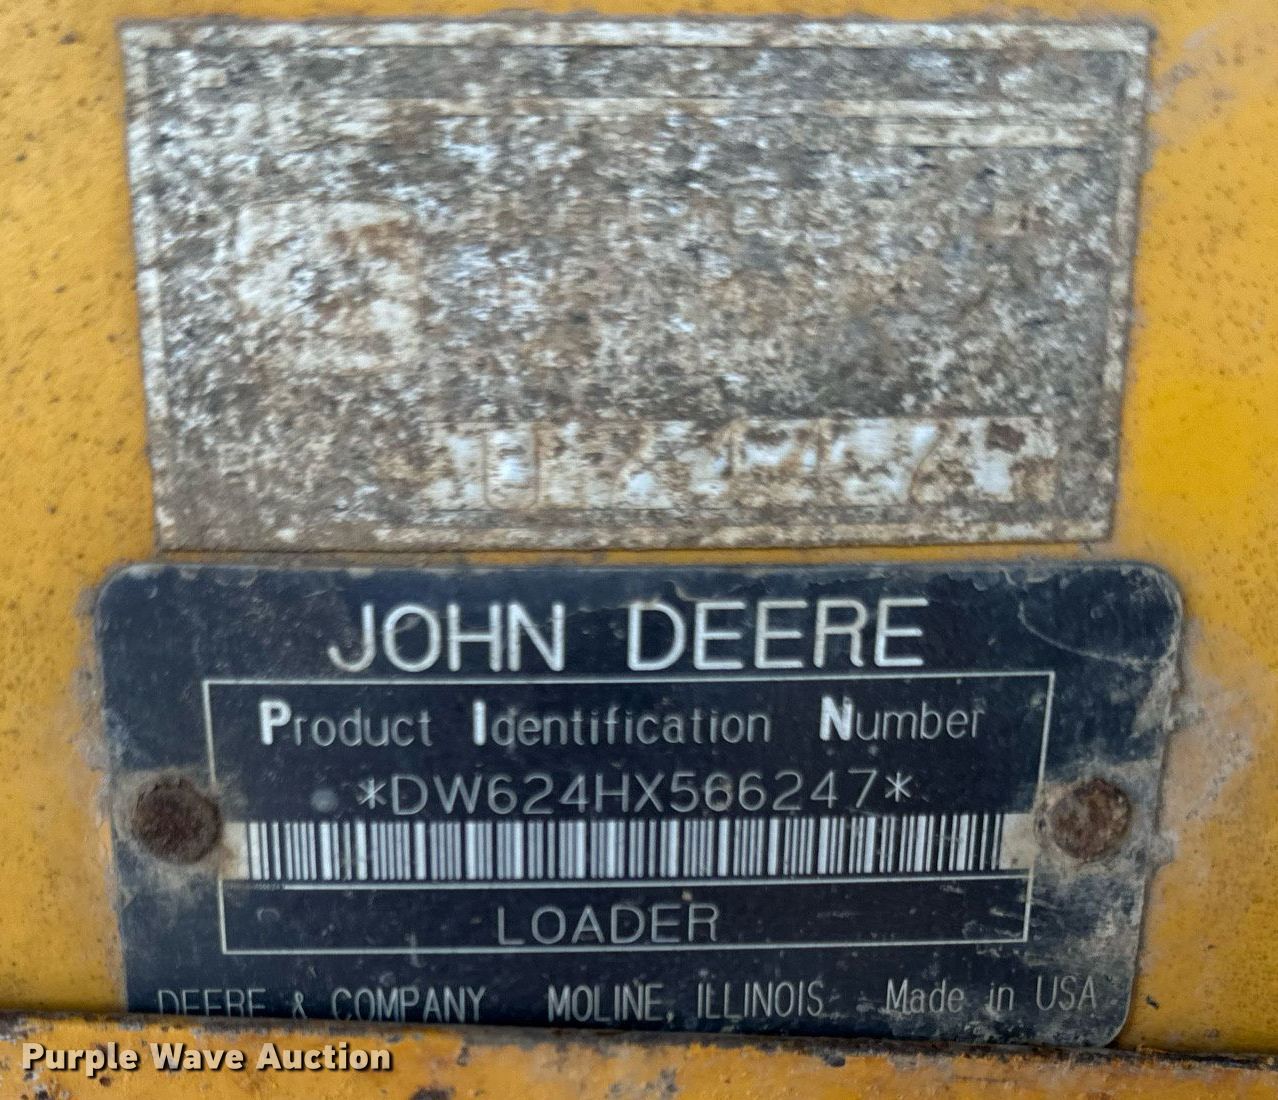 JOHN DEERE
Product Identification Number
*DW624HX566247*
LOADER
DEERE & COMPANY MOLINE, ILLINOIS Made in USA
Purple Wave Auction